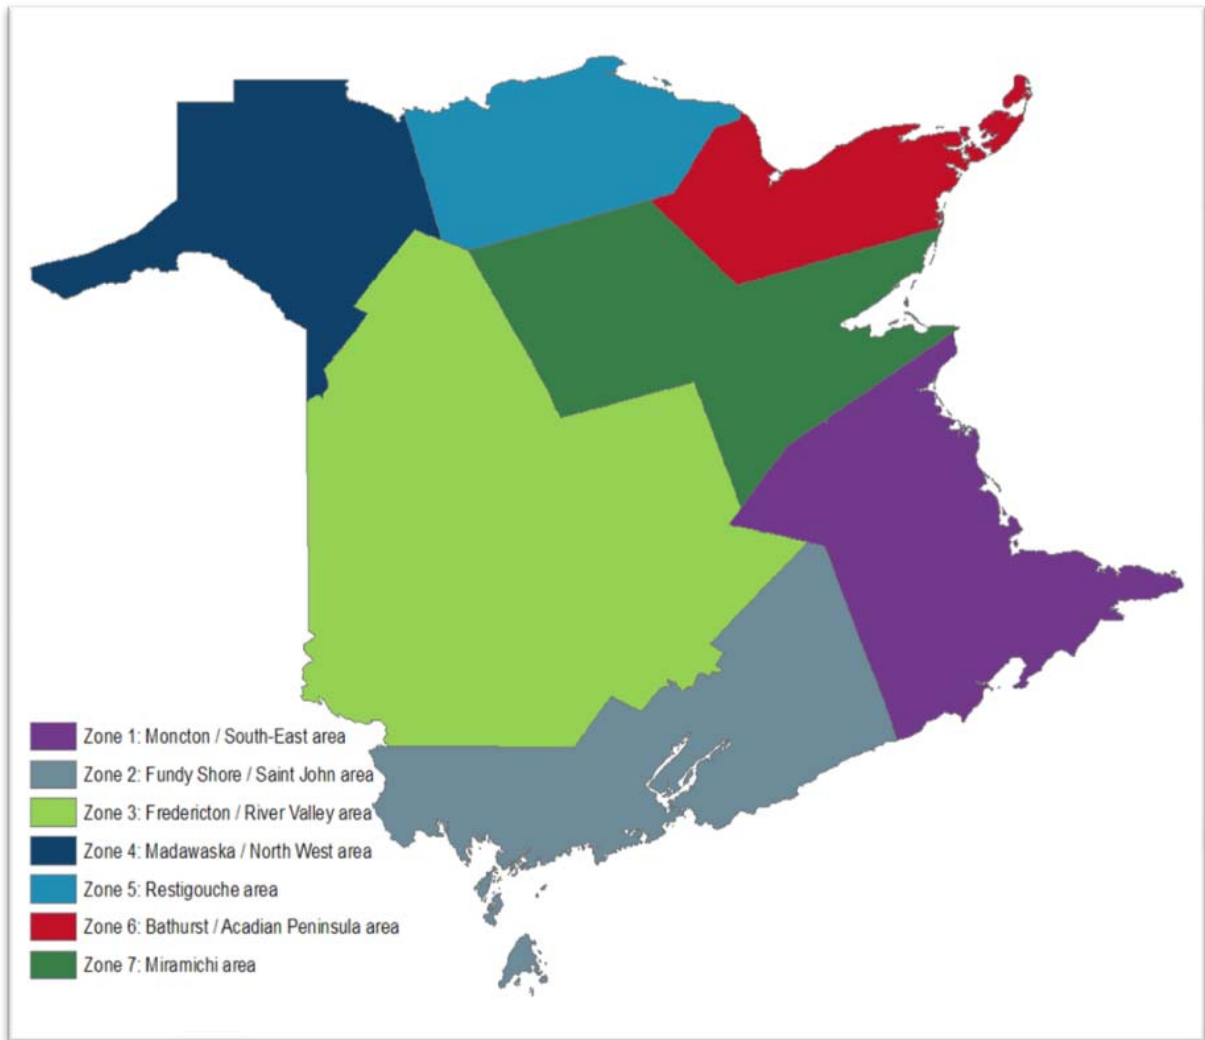 Zone 1: Moncton / South-East area
Zone 2: Fundy Shore / Saint John area
Zone 3: Fredericton / River Valley area
Zone 4: Madawaska / North West area
Zone 5: Restigouche area
Zone 6: Bathurst / Acadian Peninsula area
Zone 7: Miramichi area